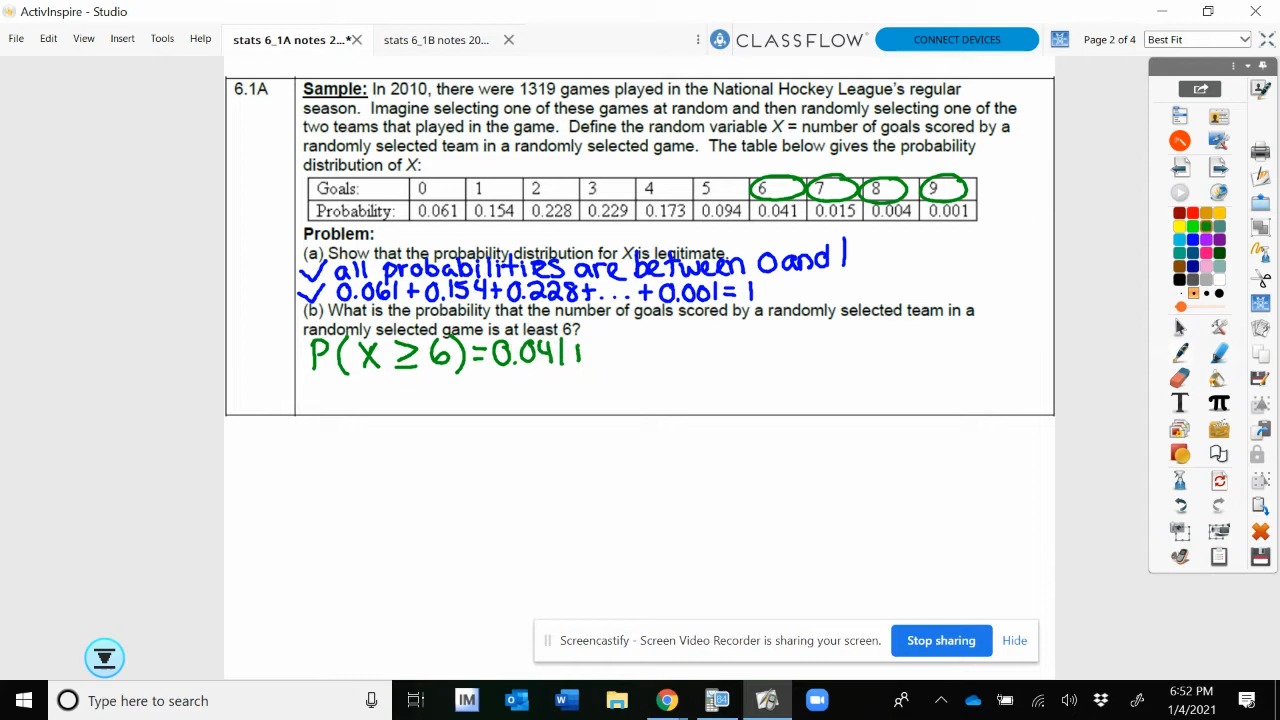 ActivInspire - Studio
File Edit View Insert Tools Help
stats 6_1A notes 2...*
stats 6_1B notes 20...
CLASSFLOW
CONNECT DEVICES
Page 2 of 4
Best Fit
6.1A
Sample: In 2010, there were 1319 games played in the National Hockey League's regular
season. Imagine selecting one of these games at random and then randomly selecting one of the
two teams that played in the game. Define the random variable X = number of goals scored by a
randomly selected team in a randomly selected game. The table below gives the probability
distribution of X:
Goals: 0 1 2 3 4 5 6 7 8 9
Probability: 0.061 0.154 0.228 0.229 0.173 0.094 0.041 0.015 0.004 0.001
Problem:
(a) Show that the probability distribution for X is legitimate.
✓ all probabilities are between 0 and 1
✓ 0.061+0.154+0.228+...+0.001=1
(b) What is the probability that the number of goals scored by a randomly selected team in a
randomly selected game is at least 6?
P(X ≥ 6)=0.041
Screencastify - Screen Video Recorder is sharing your screen.
Stop sharing
Hide
Type here to search
IM
6:52 PM
1/4/2021